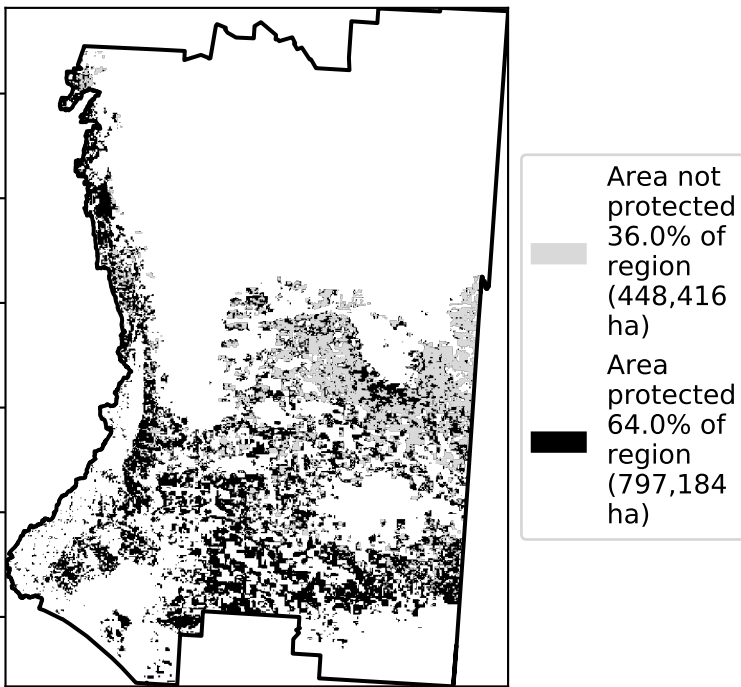 Area not
protected
36.0% of
region
(448,416
ha)
Area
protected
64.0% of
region
(797,184
ha)